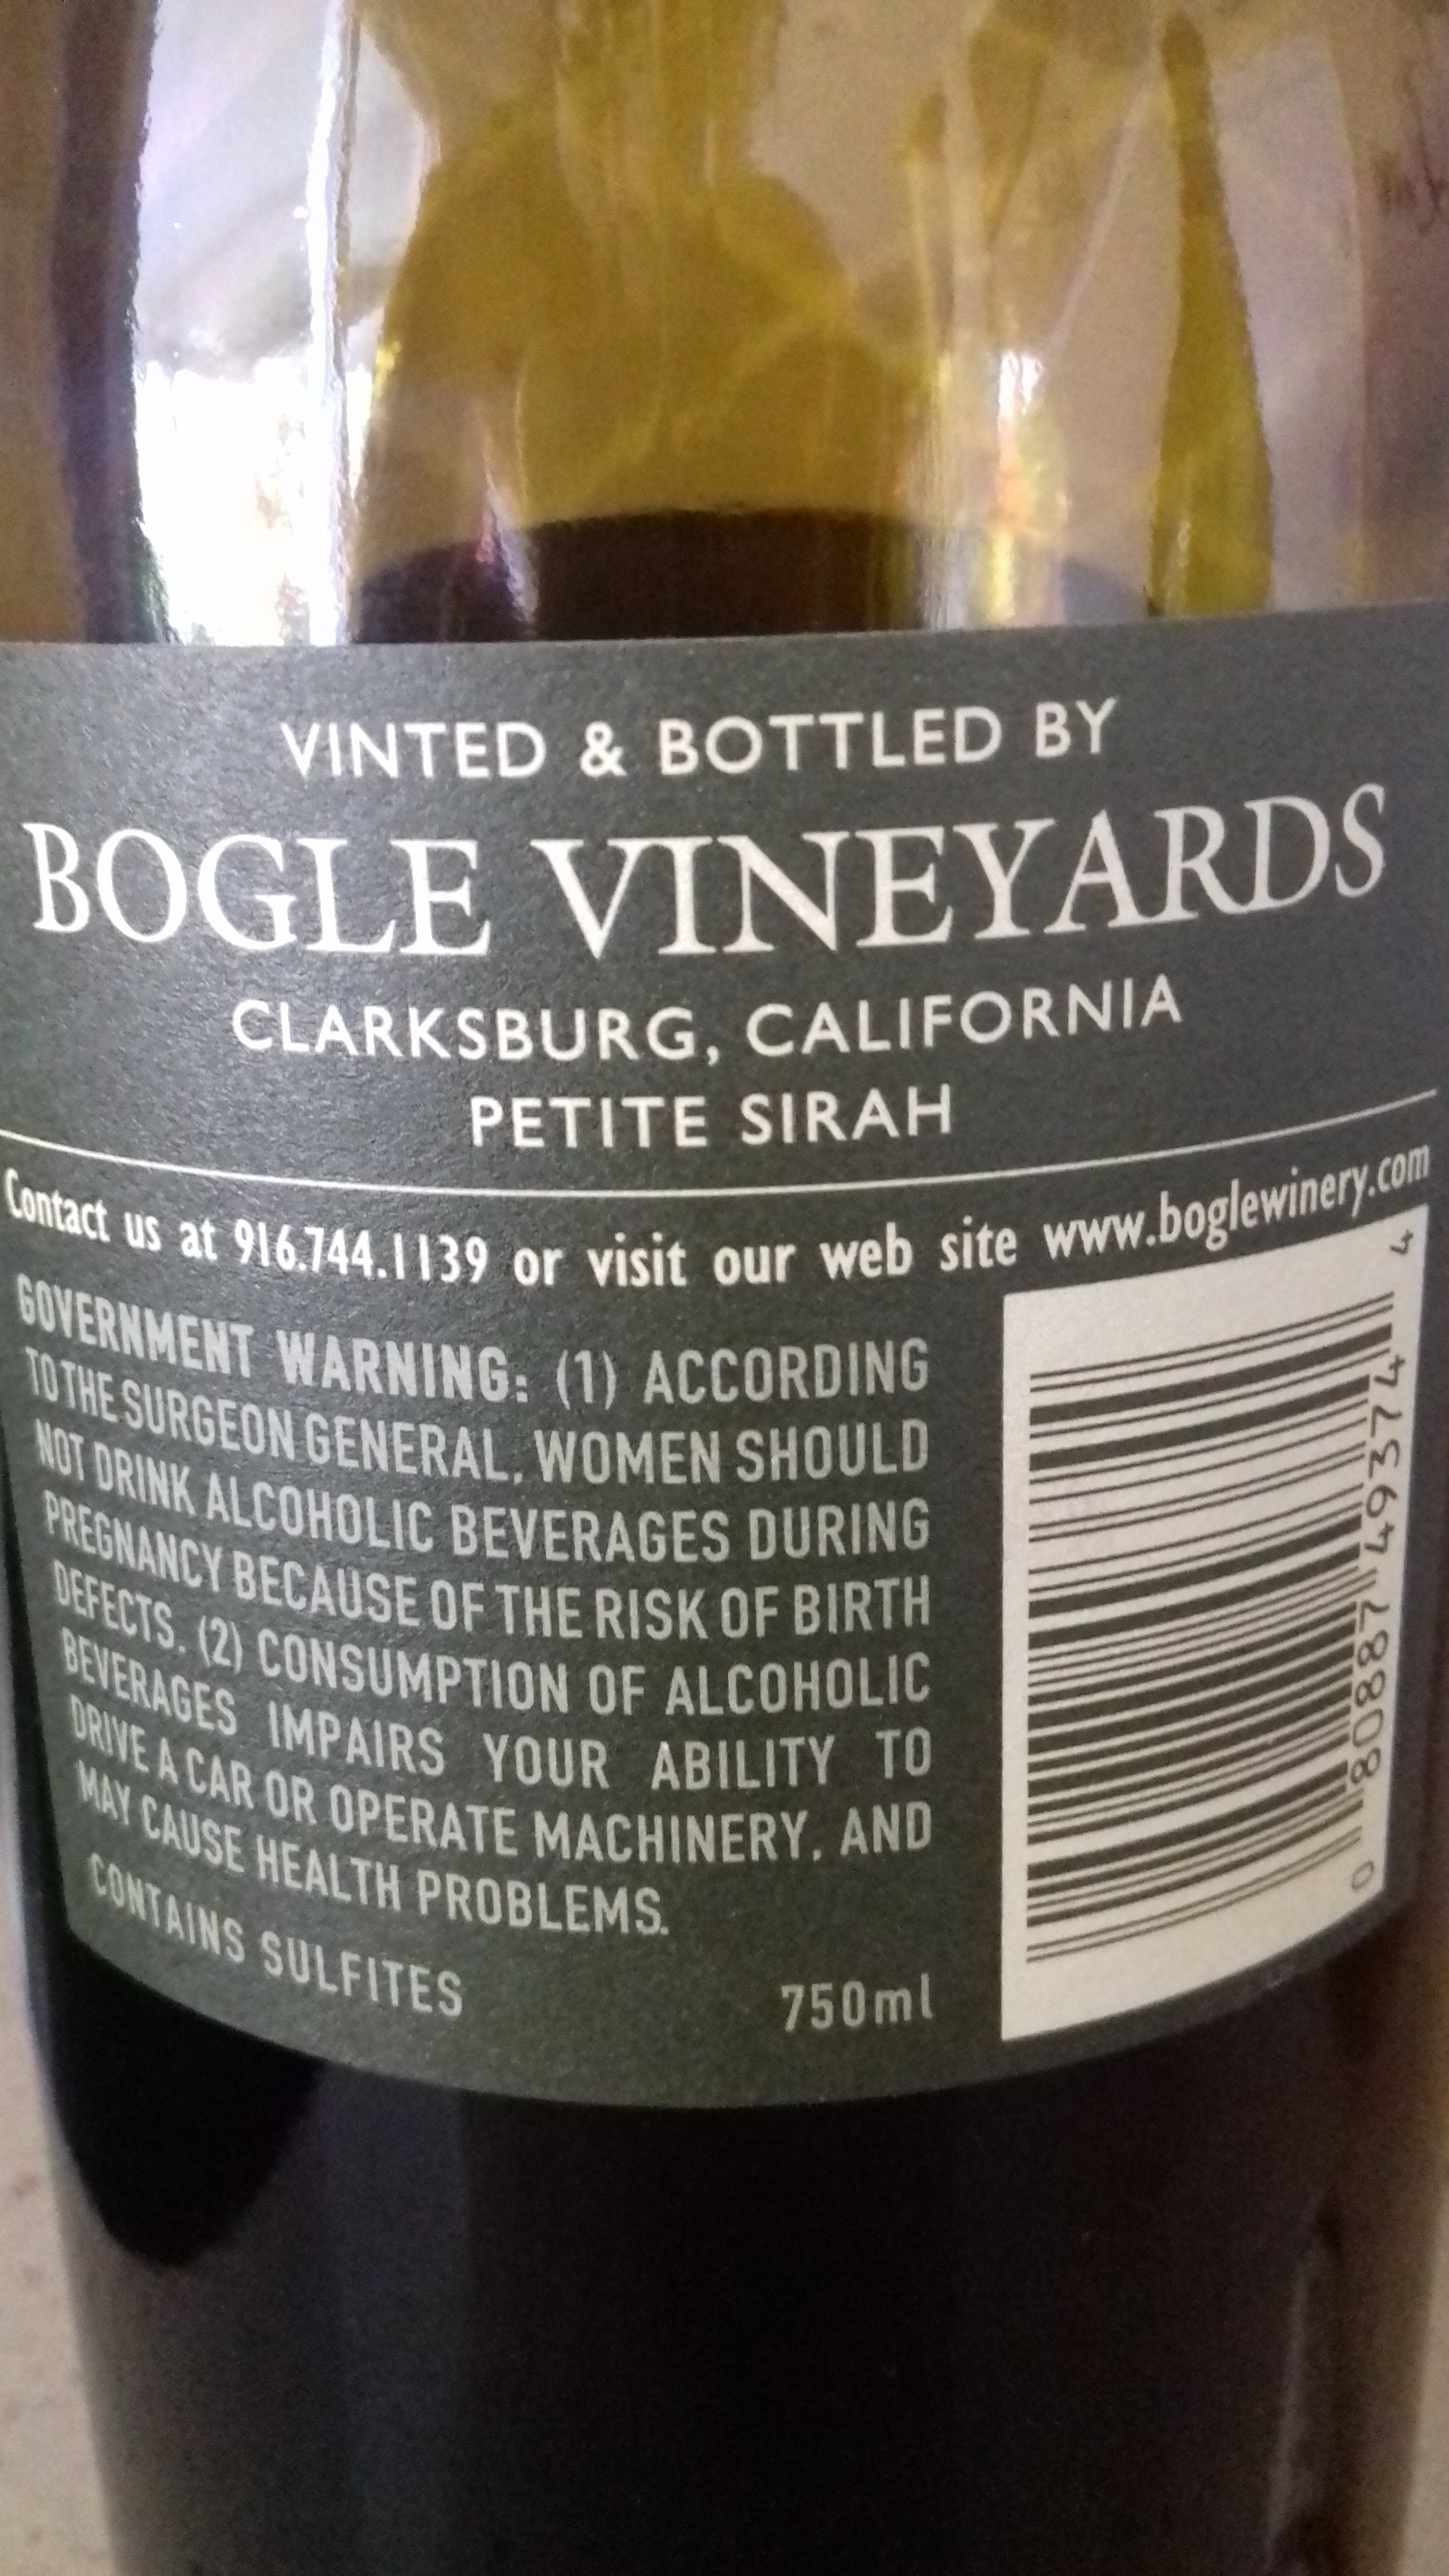 VINTED & BOTTLED BY
BOGLE VINEYARDS
CLARKSBURG, CALIFORNIA
PETITE SIRAH
Contact us at 916.744.1139 or visit our web site www.boglewinery.com
GOVERNMENT WARNING: (1) ACCORDING
TO THE SURGEON GENERAL, WOMEN SHOULD
NOT DRINK ALCOHOLIC BEVERAGES DURING
PREGNANCY BECAUSE OF THE RISK OF BIRTH
DEFECTS. (2) CONSUMPTION OF ALCOHOLIC
BEVERAGES IMPAIRS YOUR ABILITY TO
DRIVE A CAR OR OPERATE MACHINERY, AND
MAY CAUSE HEALTH PROBLEMS.
CONTAINS SULFITES
750ml
0 80887 49374 4